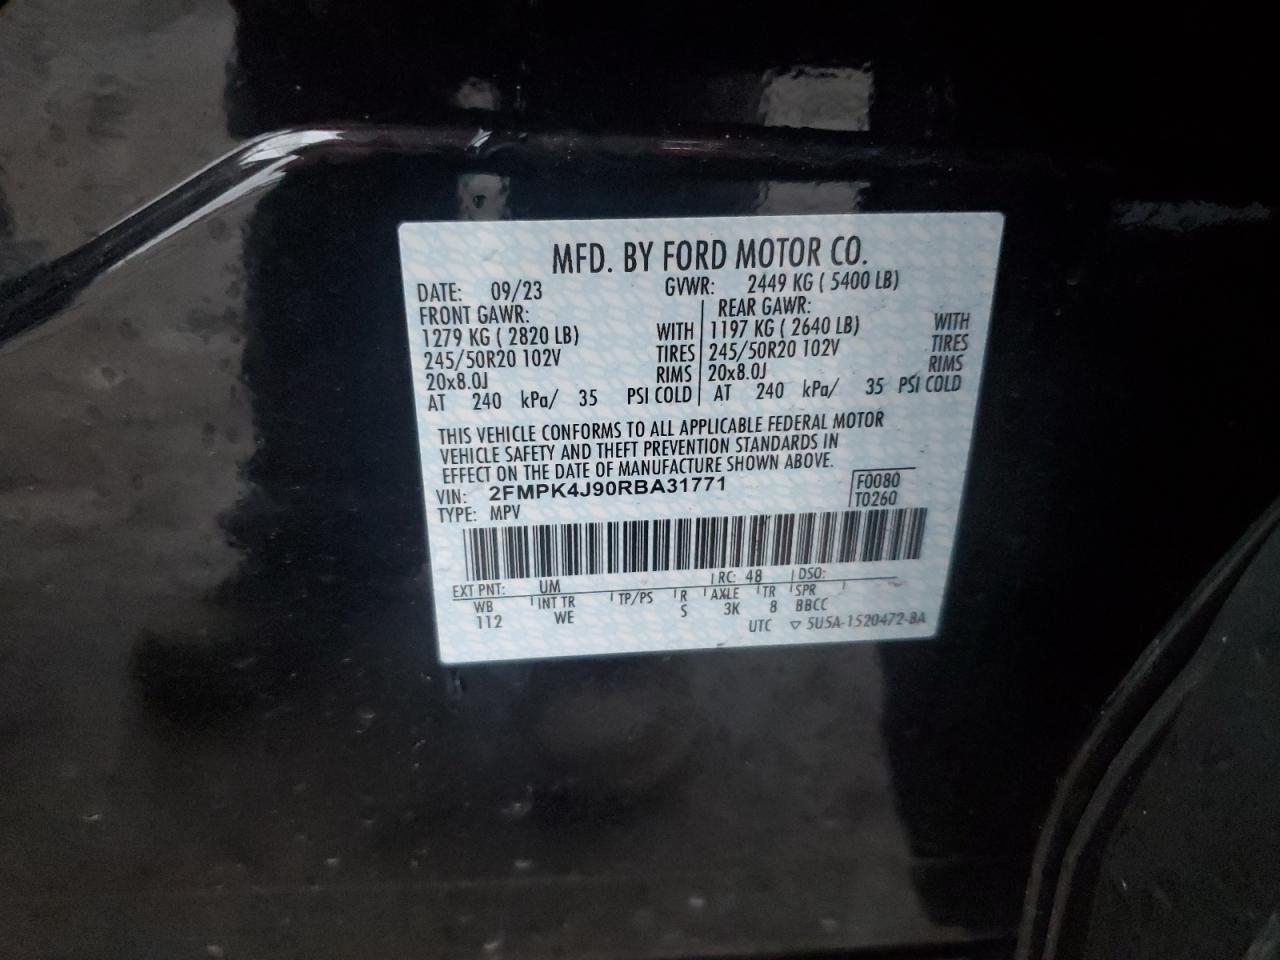 MFD. BY FORD MOTOR CO.
DATE: 09/23 GVWR: 2449 KG ( 5400 LB)
FRONT GAWR: REAR GAWR:
1279 KG ( 2820 LB) WITH 1197 KG ( 2640 LB) WITH
245/50R20 102V TIRES 245/50R20 102V TIRES
20x8.0J RIMS 20x8.0J RIMS
AT 240 kPa/ 35 PSI COLD AT 240 kPa/ 35 PSI COLD
THIS VEHICLE CONFORMS TO ALL APPLICABLE FEDERAL MOTOR
VEHICLE SAFETY AND THEFT PREVENTION STANDARDS IN
EFFECT ON THE DATE OF MANUFACTURE SHOWN ABOVE.
VIN: 2FMPK4J90RBA31771 F0080
TYPE: MPV T0260
EXT PNT: UM RC: 48 DSO:
WB INT TR TP/PS R AXLE TR SPR
112 WE S 3K 8 BBCC
UTC ▽ 5U5A-1520472-BA